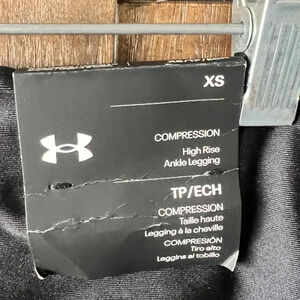 XS
COMPRESSION
High Rise
Ankle Legging
TP/ECH
COMPRESSION
Taille haute
Legging à la cheville
COMPRESIÓN
Tiro alto
Leggins al tobillo